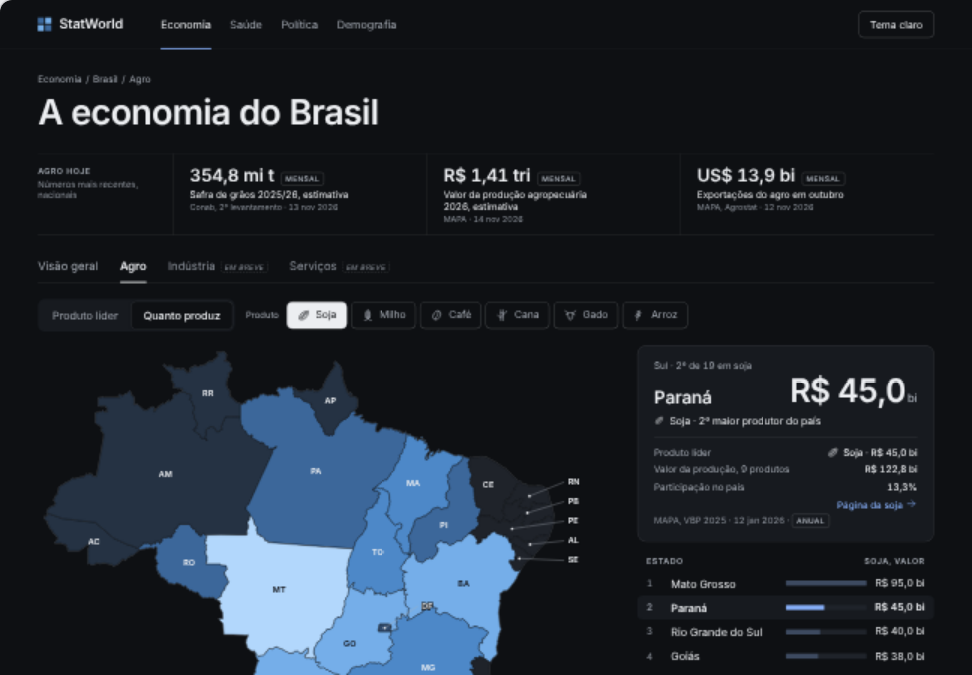 StatWorld
Economia Saúde Política Demografia
Tema claro
Economia / Brasil / Agro
A economia do Brasil
AGRO HOJE
Números mais recentes,
nacionais
354,8 mi t MENSAL
Safra de grãos 2025/26, estimativa
Conab, 2º levantamento · 13 nov 2026
R$ 1,41 tri MENSAL
Valor da produção agropecuária
2026, estimativa
MAPA · 14 nov 2026
US$ 13,9 bi MENSAL
Exportações do agro em outubro
MAPA, Agrostat · 12 nov 2026
Visão geral Agro Indústria EM BREVE Serviços EM BREVE
Produto líder Quanto produz Produto Soja Milho Café Cana Gado Arroz
RR
AP
AM
PA
MA
CE
RN
PB
PI
PE
AC
AL
TO
RO
SE
MT
BA
DF
GO
MG
Sul · 2º de 19 em soja
Paraná R$ 45,0 bi
Soja · 2º maior produtor do país
Produto líder Soja · R$ 45,0 bi
Valor da produção, 9 produtos R$ 122,8 bi
Participação no país 13,3%
Página da soja →
MAPA, VBP 2025 · 12 jan 2026 · ANUAL
ESTADO SOJA, VALOR
1 Mato Grosso R$ 95,0 bi
2 Paraná R$ 45,0 bi
3 Rio Grande do Sul R$ 40,0 bi
4 Goiás R$ 38,0 bi